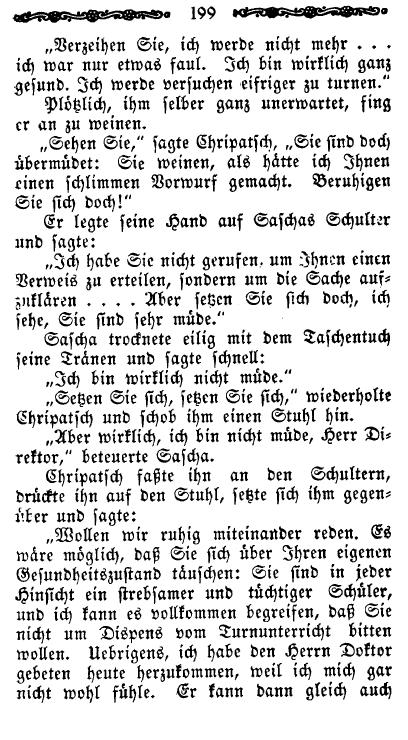 199
„Verzeihen Sie, ich werde nicht mehr . . .
ich war nur etwas faul. Ich bin wirklich ganz
gesund. Ich werde versuchen eifriger zu turnen.“
Plötzlich, ihm selber ganz unerwartet, fing
er an zu weinen.
„Sehen Sie,“ sagte Chripatsch, „Sie sind doch
übermüdet: Sie weinen, als hätte ich Ihnen
einen schlimmen Vorwurf gemacht. Beruhigen
Sie sich doch!“
Er legte seine Hand auf Saschas Schulter
und sagte:
„Ich habe Sie nicht gerufen, um Ihnen einen
Verweis zu erteilen, sondern um die Sache auf-
zuklären . . . . Aber setzen Sie sich doch, ich
sehe, Sie sind sehr müde.“
Sascha trocknete eilig mit dem Taschentuch
seine Tränen und sagte schnell:
„Ich bin wirklich nicht müde.“
„Setzen Sie sich, setzen Sie sich,“ wiederholte
Chripatsch und schob ihm einen Stuhl hin.
„Aber wirklich, ich bin nicht müde, Herr Di-
rektor,“ beteuerte Sascha.
Chripatsch faßte ihn an den Schultern,
drückte ihn auf den Stuhl, setzte sich ihm gegen-
über und sagte:
„Wollen wir ruhig miteinander reden. Es
wäre möglich, daß Sie sich über Ihren eigenen
Gesundheitszustand täuschen: Sie sind in jeder
Hinsicht ein strebsamer und tüchtiger Schüler,
und ich kann es vollkommen begreifen, daß Sie
nicht um Dispens vom Turnunterricht bitten
wollen. Uebrigens, ich habe den Herrn Doktor
gebeten heute herzukommen, weil ich mich gar
nicht wohl fühle. Er kann dann gleich auch